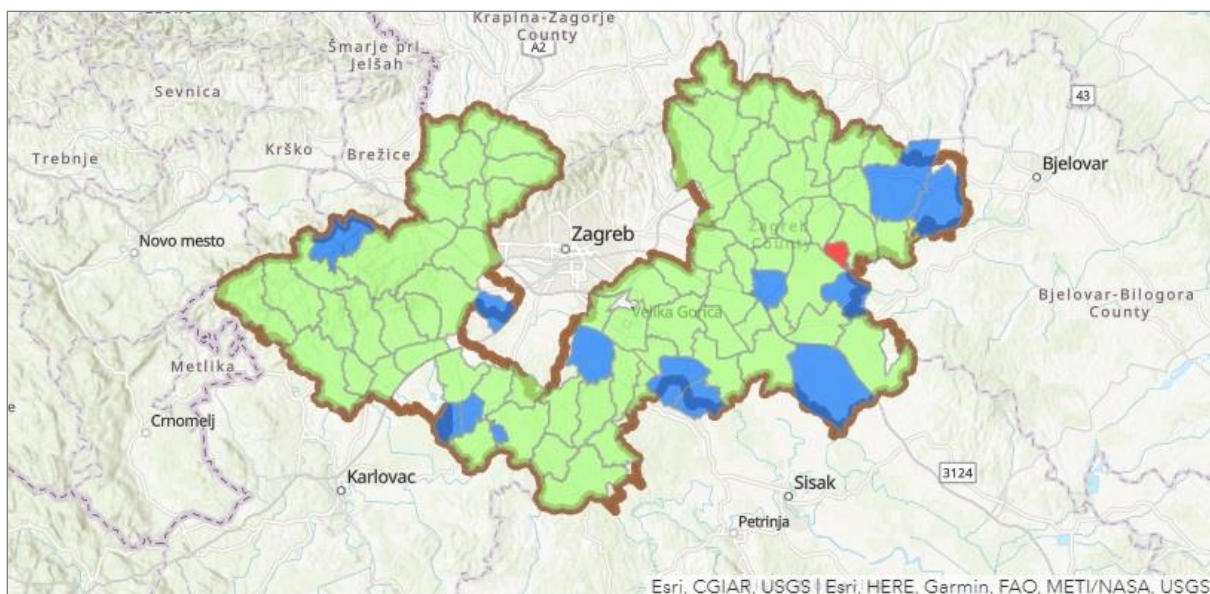 Krapina-Zagorje
County
A2
Šmarje pri
Jelšah
Sevnica
43
Trebnje
Krško
Brežice
Bjelovar
Novo mesto
Zagreb
Zagreb
County
Bjelovar-Bilogora
County
Velika Gorica
Metlika
e
Crnomelj
Karlovac
Sisak
3124
Petrinja
Esri, CGIAR, USGS | Esri, HERE, Garmin, FAO, METI/NASA, USGS